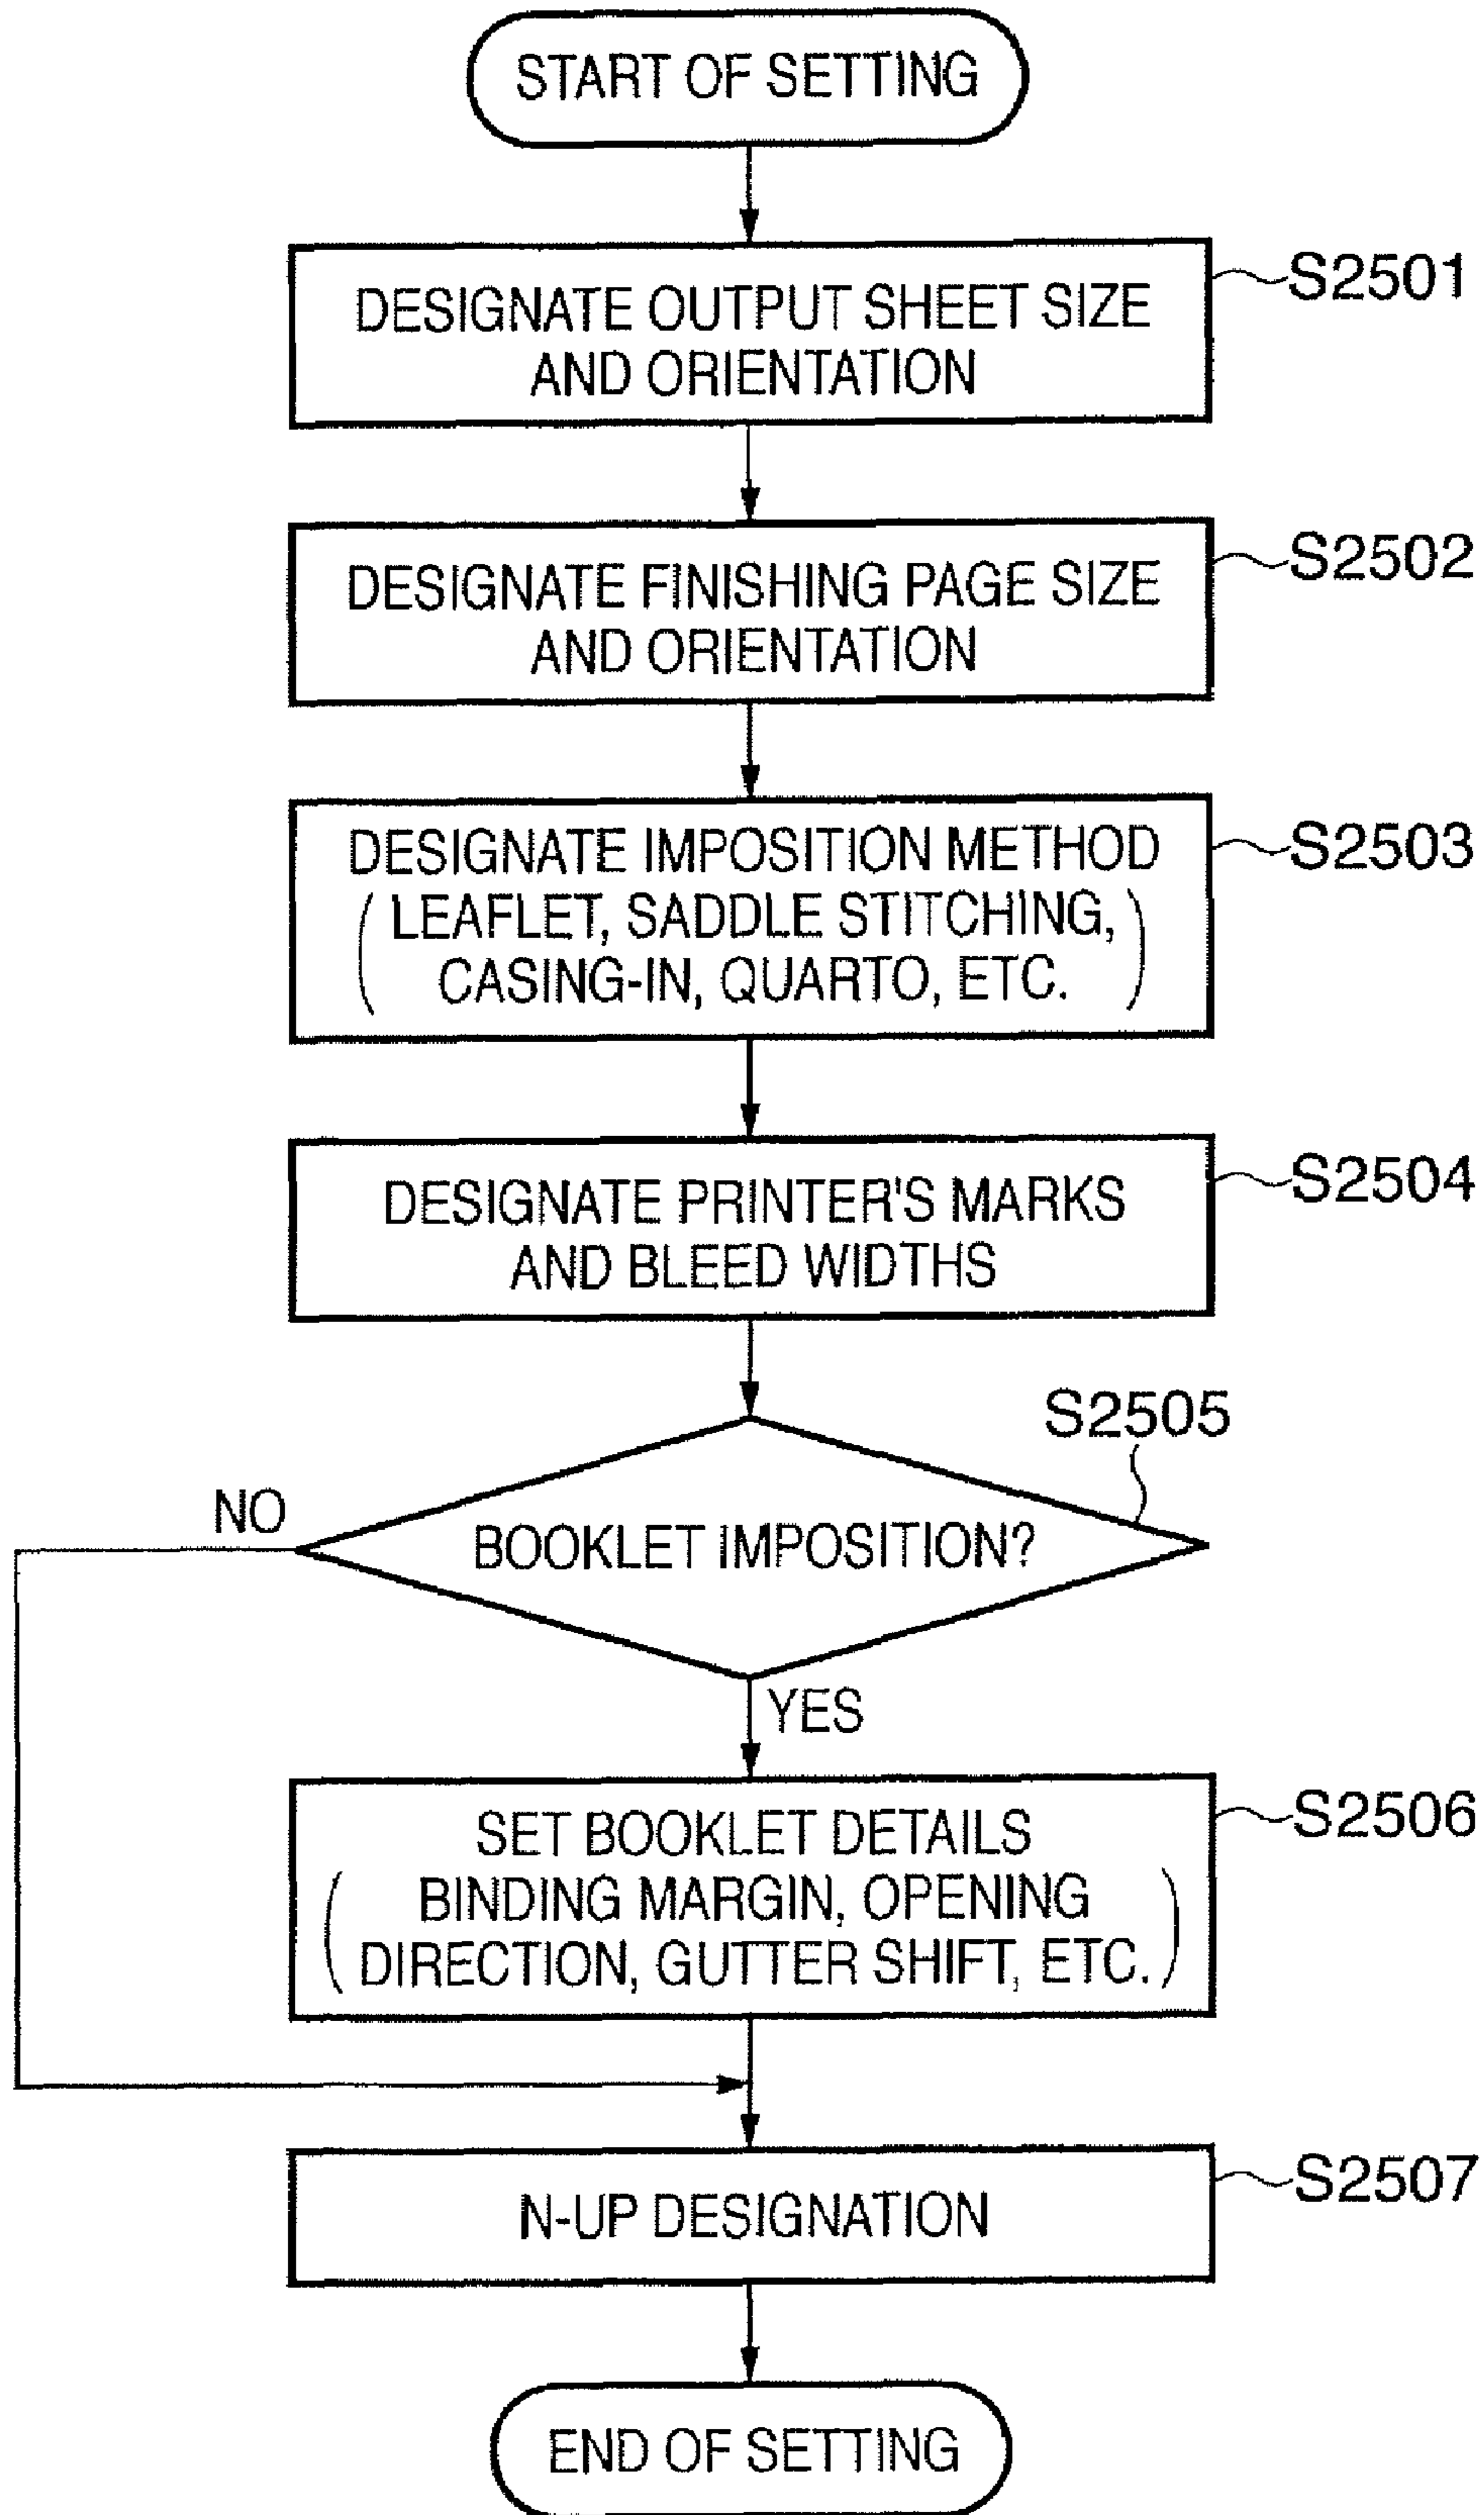 START OF SETTING
DESIGNATE OUTPUT SHEET SIZE
AND ORIENTATION
S2501
DESIGNATE FINISHING PAGE SIZE
AND ORIENTATION
S2502
DESIGNATE IMPOSITION METHOD
( LEAFLET, SADDLE STITCHING,
CASING-IN, QUARTO, ETC. )
S2503
DESIGNATE PRINTER'S MARKS
AND BLEED WIDTHS
S2504
S2505
NO
BOOKLET IMPOSITION?
YES
SET BOOKLET DETAILS
( BINDING MARGIN, OPENING
DIRECTION, GUTTER SHIFT, ETC. )
S2506
N-UP DESIGNATION
S2507
END OF SETTING